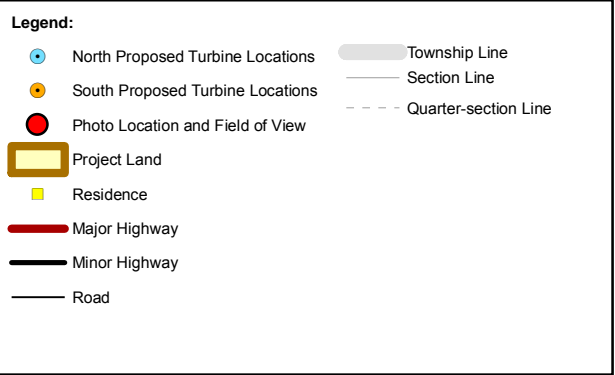 Legend:
North Proposed Turbine Locations
South Proposed Turbine Locations
Photo Location and Field of View
Project Land
Residence
Major Highway
Minor Highway
Road
Township Line
Section Line
Quarter-section Line